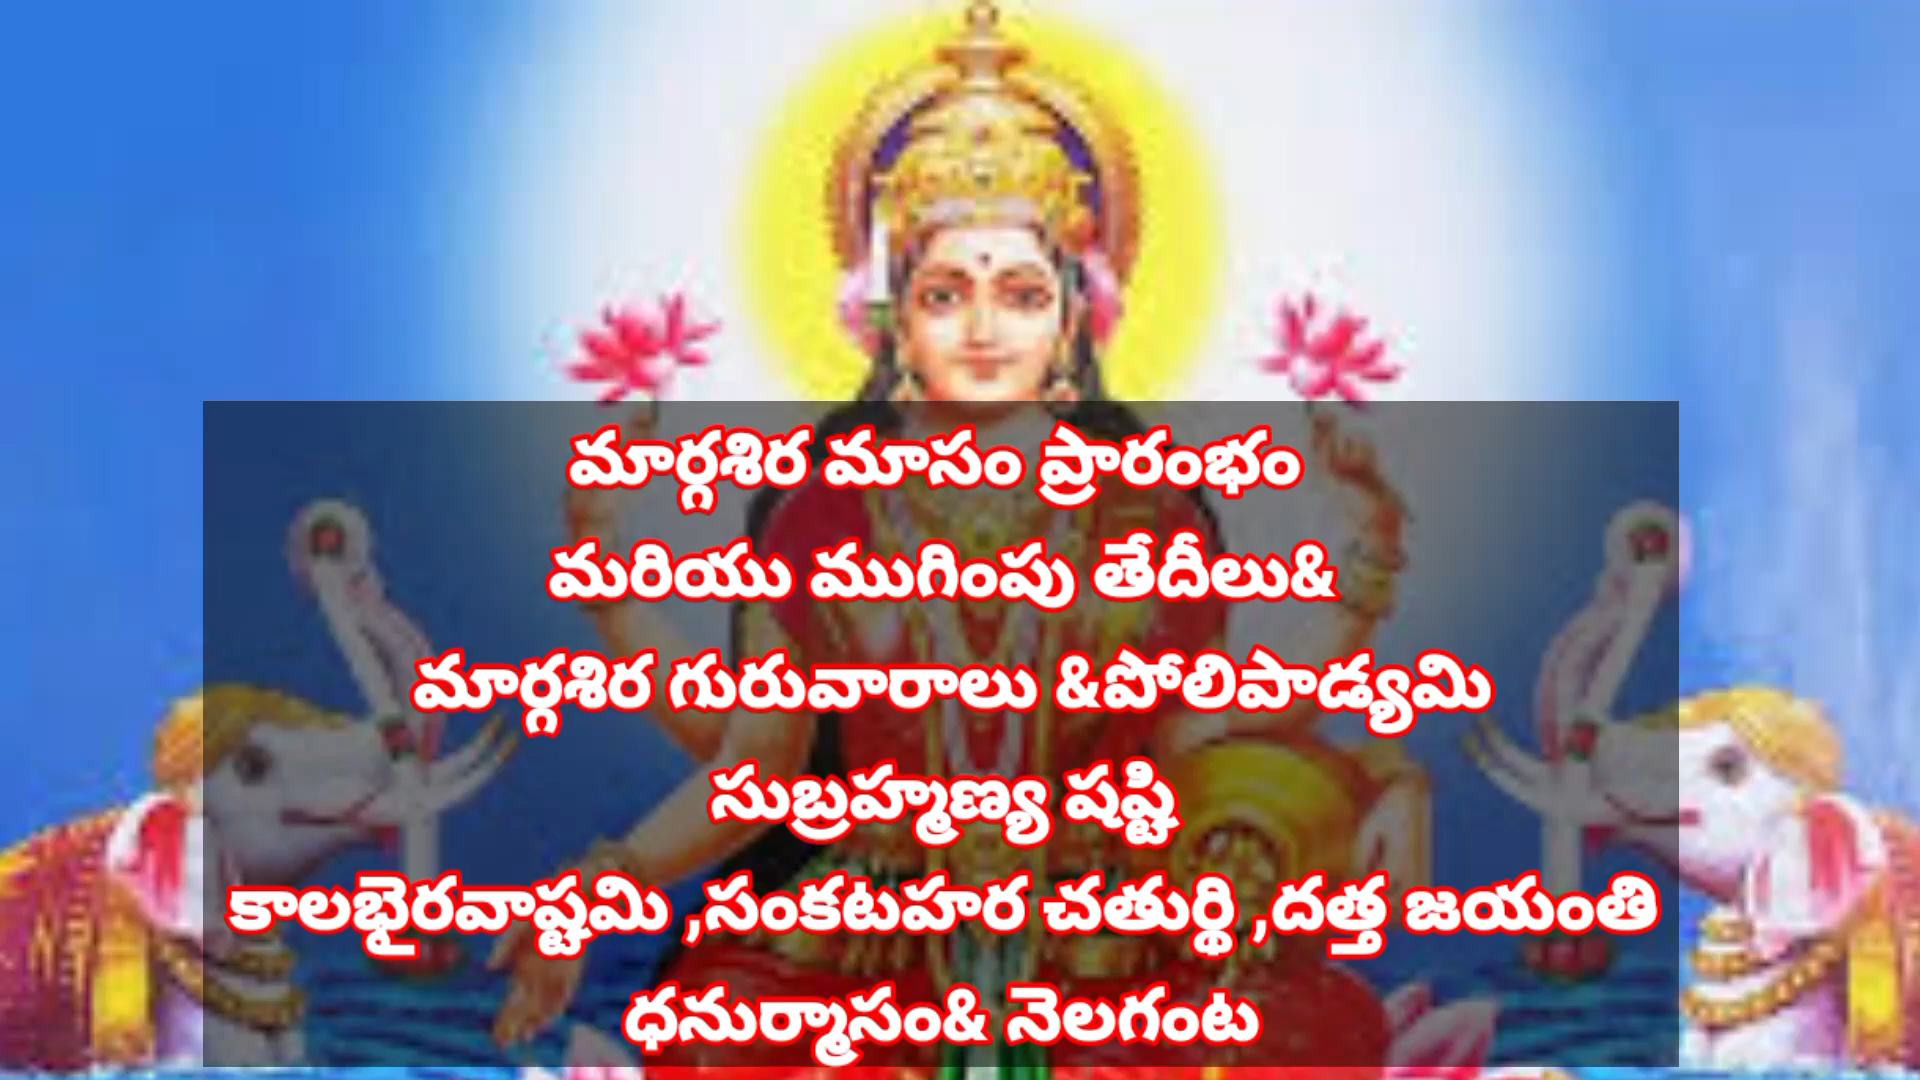 మార్గశిర మాసం ప్రారంభం
మరియు ముగింపు తేదీలు&
మార్గశిర గురువారాలు &పోలిపాడ్యమి
సుబ్రహ్మణ్య షష్టి
కాలభైరవాష్టమి ,సంకటహర చతుర్థి ,దత్త జయంతి
ధనుర్మాసం& నెలగంట